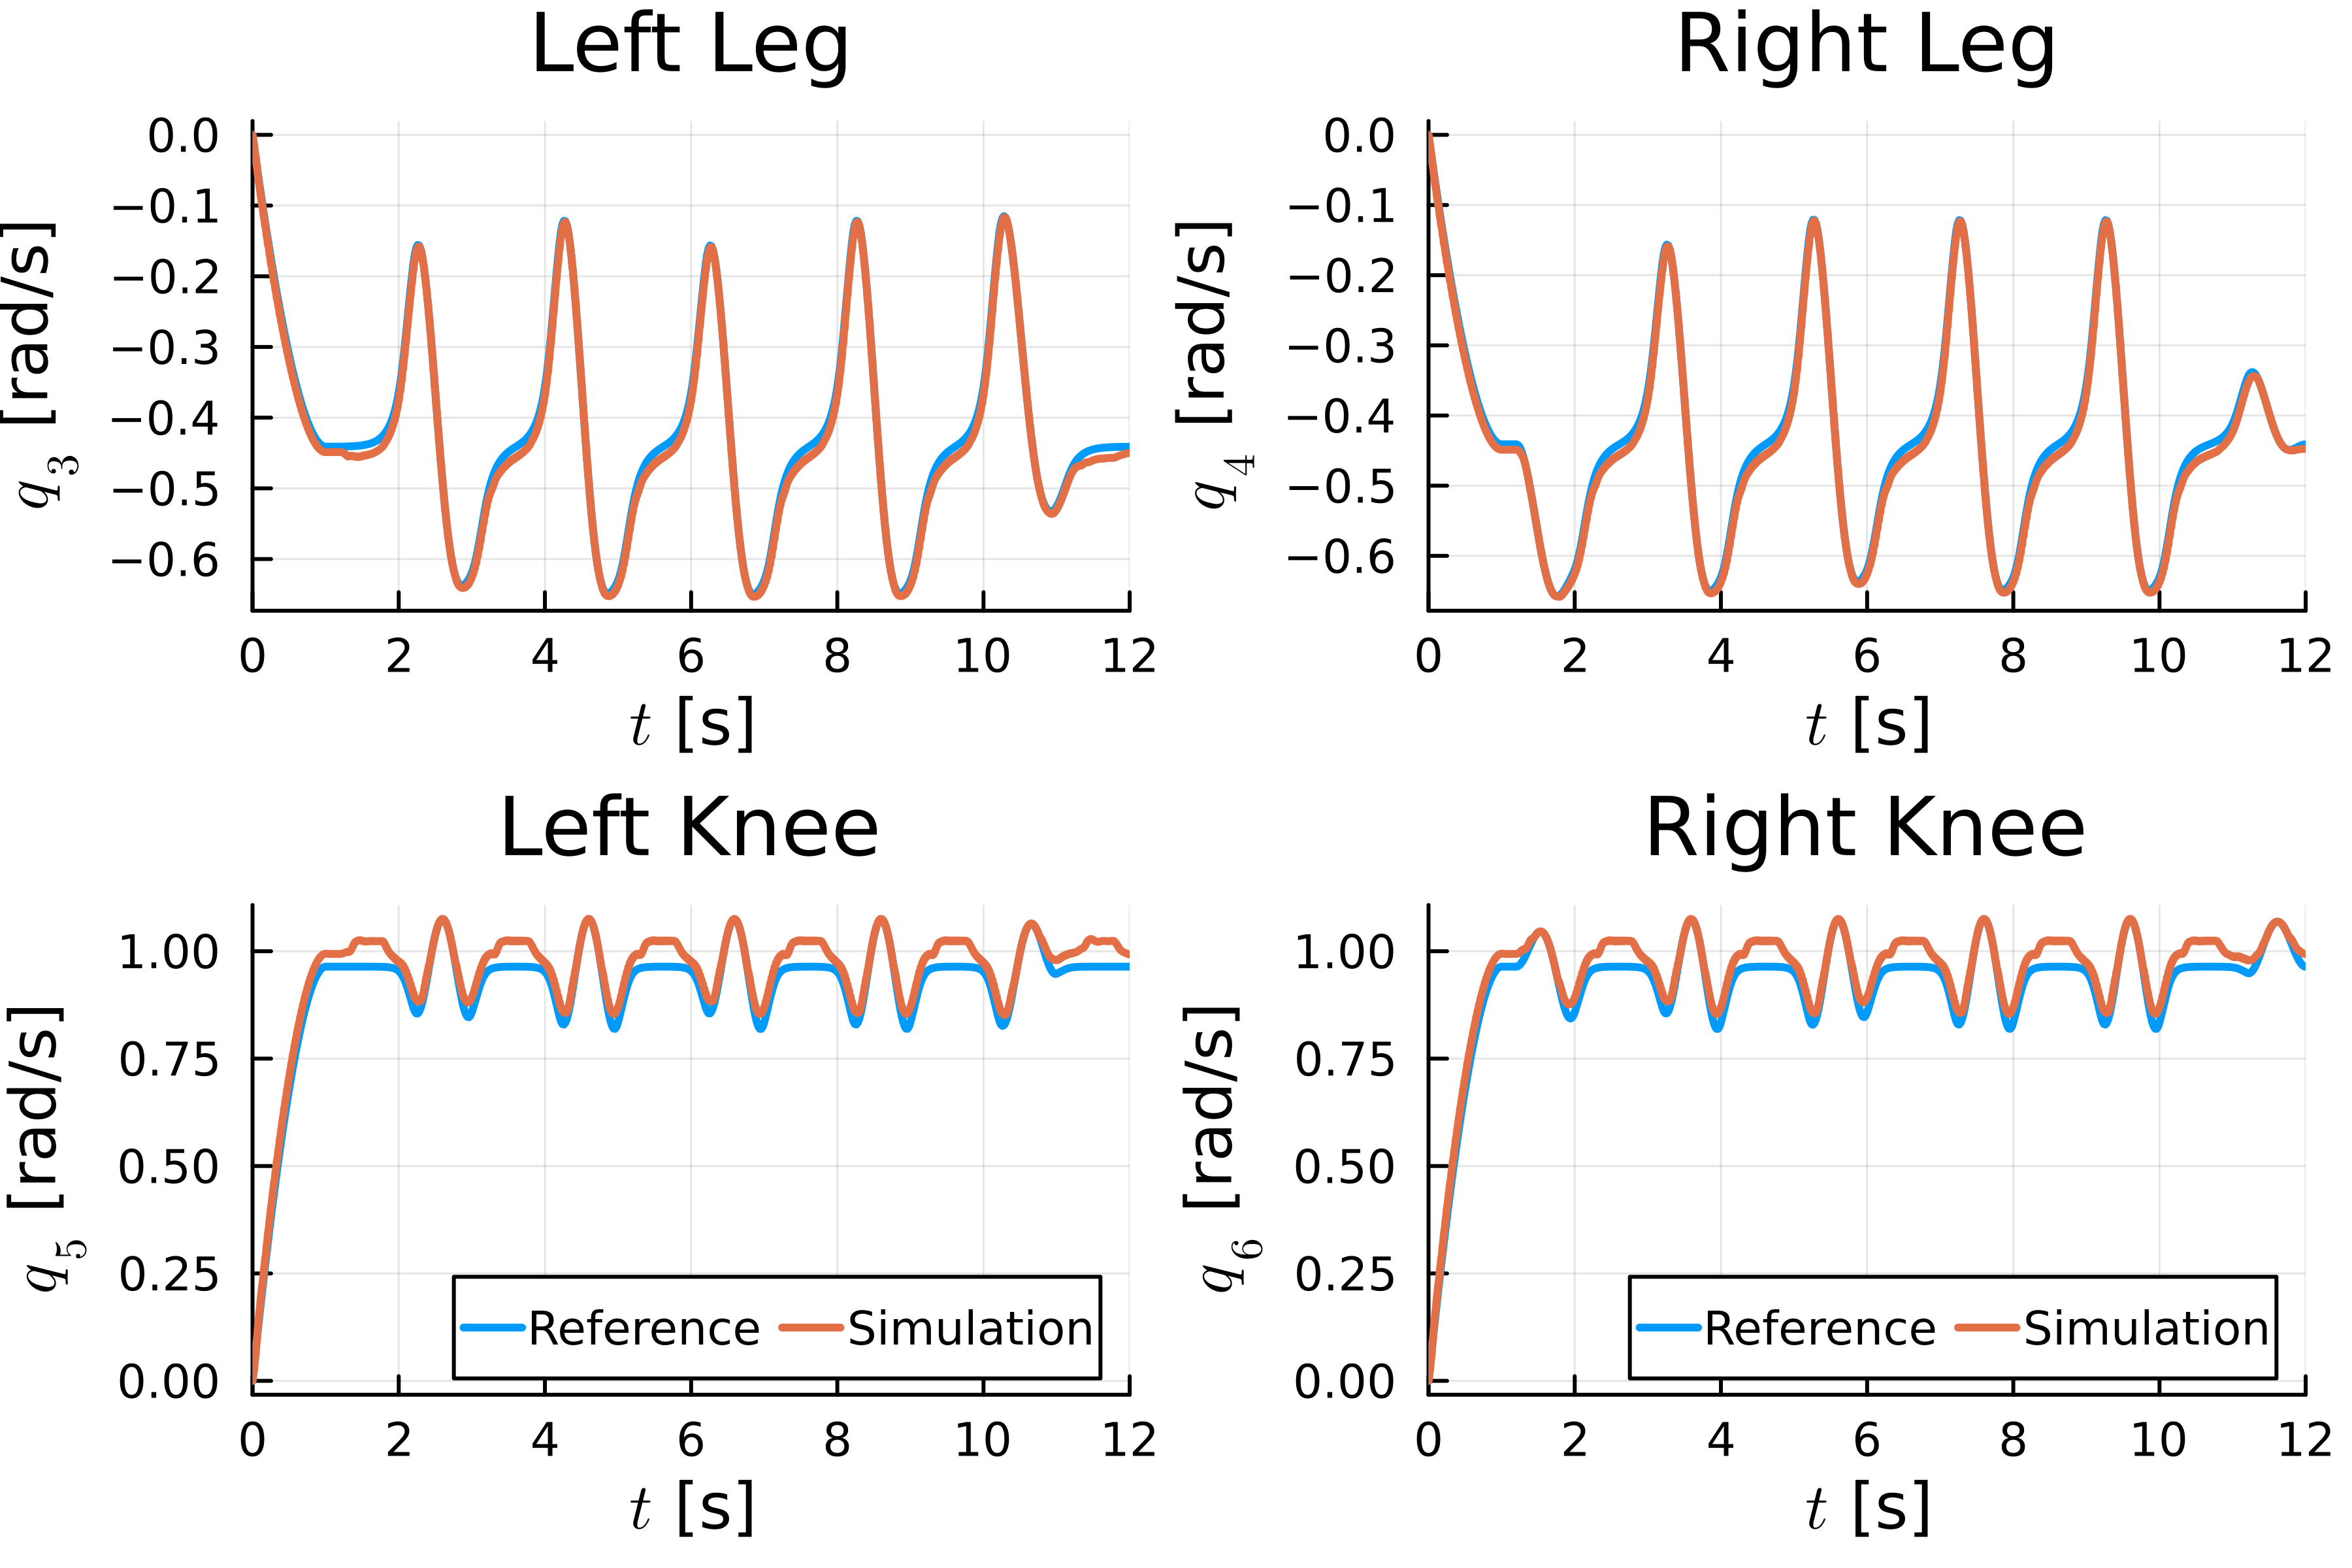 Left Leg
Right Leg
0.0
−0.1
−0.2
−0.3
−0.4
−0.5
−0.6
q₃ [rad/s]
0 2 4 6 8 10 12
t [s]
0.0
−0.1
−0.2
−0.3
−0.4
−0.5
−0.6
q₄ [rad/s]
0 2 4 6 8 10 12
t [s]
Left Knee
Right Knee
1.00
0.75
0.50
0.25
0.00
q₅ [rad/s]
Reference Simulation
0 2 4 6 8 10 12
t [s]
1.00
0.75
0.50
0.25
0.00
q₆ [rad/s]
Reference Simulation
0 2 4 6 8 10 12
t [s]